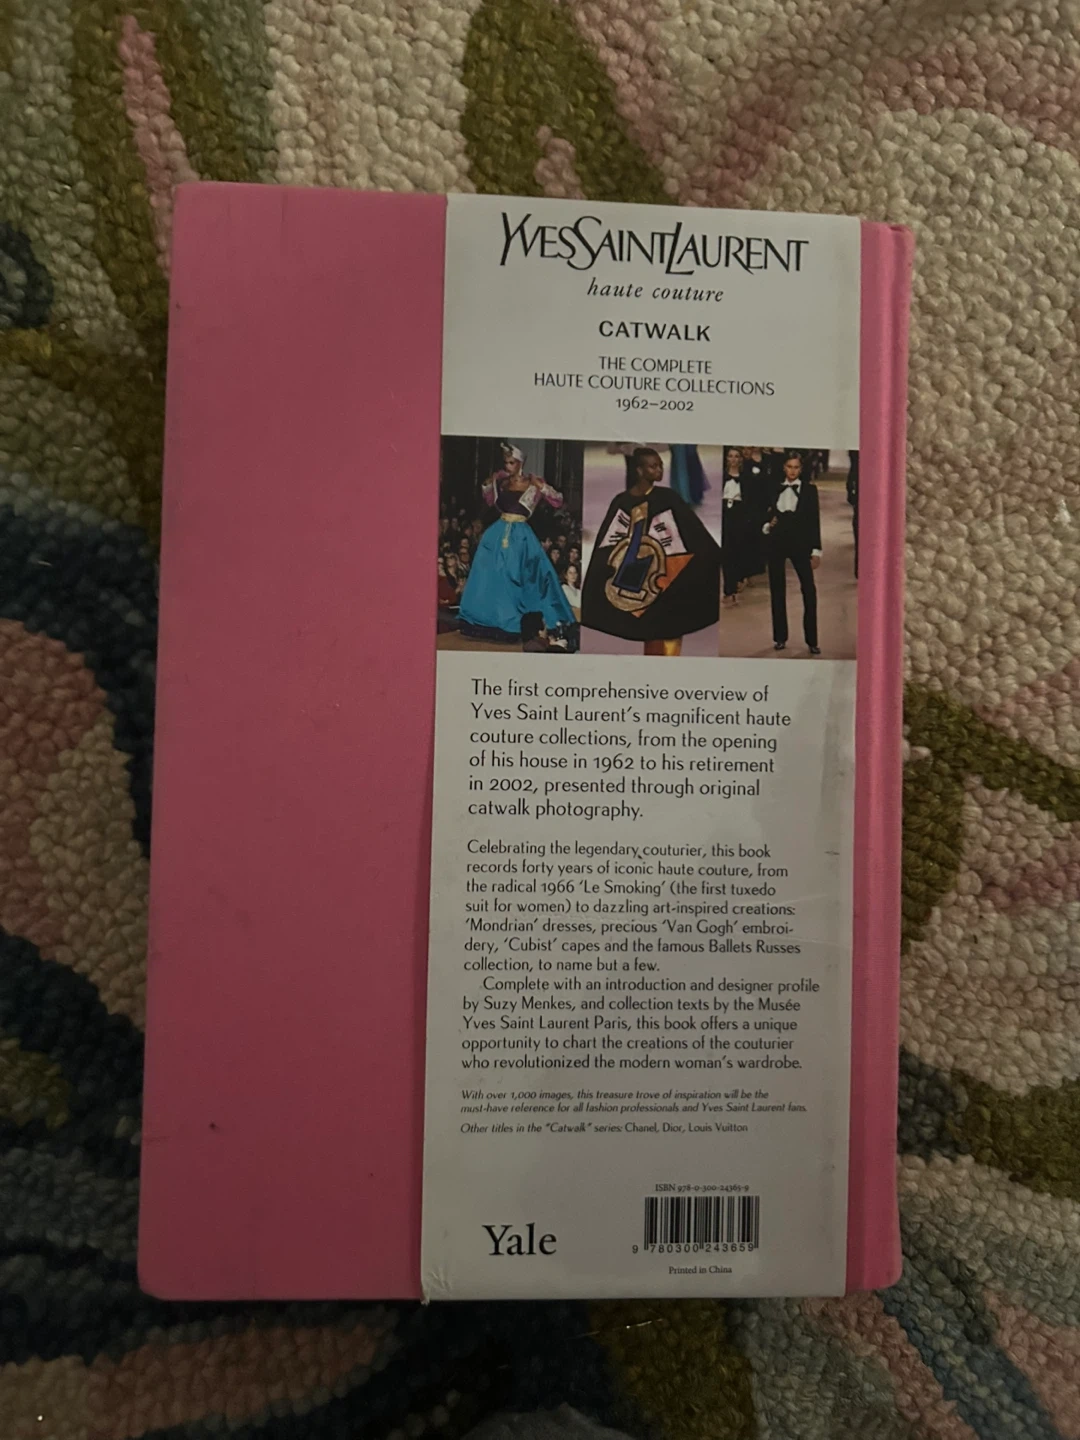 YVESSAINTLAURENT
haute couture
CATWALK
THE COMPLETE
HAUTE COUTURE COLLECTIONS
1962–2002
The first comprehensive overview of
Yves Saint Laurent's magnificent haute
couture collections, from the opening
of his house in 1962 to his retirement
in 2002, presented through original
catwalk photography.
Celebrating the legendary couturier, this book
records forty years of iconic haute couture, from
the radical 1966 'Le Smoking' (the first tuxedo
suit for women) to dazzling art-inspired creations:
'Mondrian' dresses, precious 'Van Gogh' embroi-
dery, 'Cubist' capes and the famous Ballets Russes
collection, to name but a few.
Complete with an introduction and designer profile
by Suzy Menkes, and collection texts by the Musée
Yves Saint Laurent Paris, this book offers a unique
opportunity to chart the creations of the couturier
who revolutionized the modern woman's wardrobe.
With over 1,000 images, this treasure trove of inspiration will be the
must-have reference for all fashion professionals and Yves Saint Laurent fans.
Other titles in the "Catwalk" series: Chanel, Dior, Louis Vuitton
ISBN 978-0-300-24365-9
Yale
9 780300 243659
Printed in China